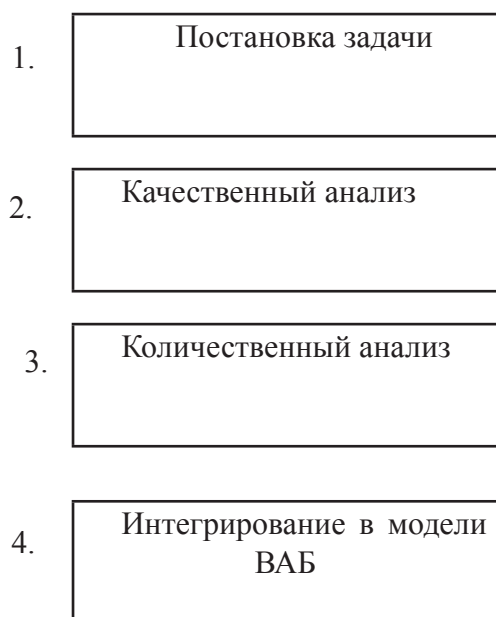 1. Постановка задачи
2. Качественный анализ
3. Количественный анализ
4. Интегрирование в модели
ВАБ